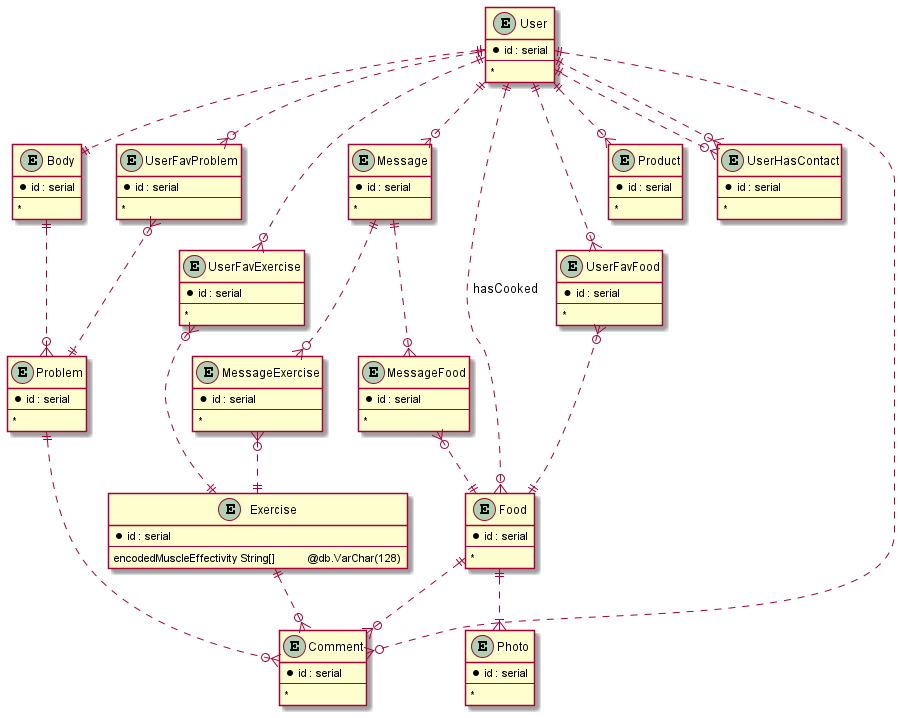 E User
id : serial
*
E Body
id : serial
*
E UserFavProblem
id : serial
*
E Message
id : serial
*
E Product
id : serial
*
E UserHasContact
id : serial
*
E UserFavExercise
id : serial
*
hasCooked
E UserFavFood
id : serial
*
E Problem
id : serial
*
E MessageExercise
id : serial
*
E MessageFood
id : serial
*
E Exercise
id : serial
encodedMuscleEffectivity String[] @db.VarChar(128)
E Food
id : serial
*
E Comment
id : serial
*
E Photo
id : serial
*